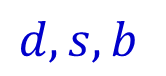 d, s, b